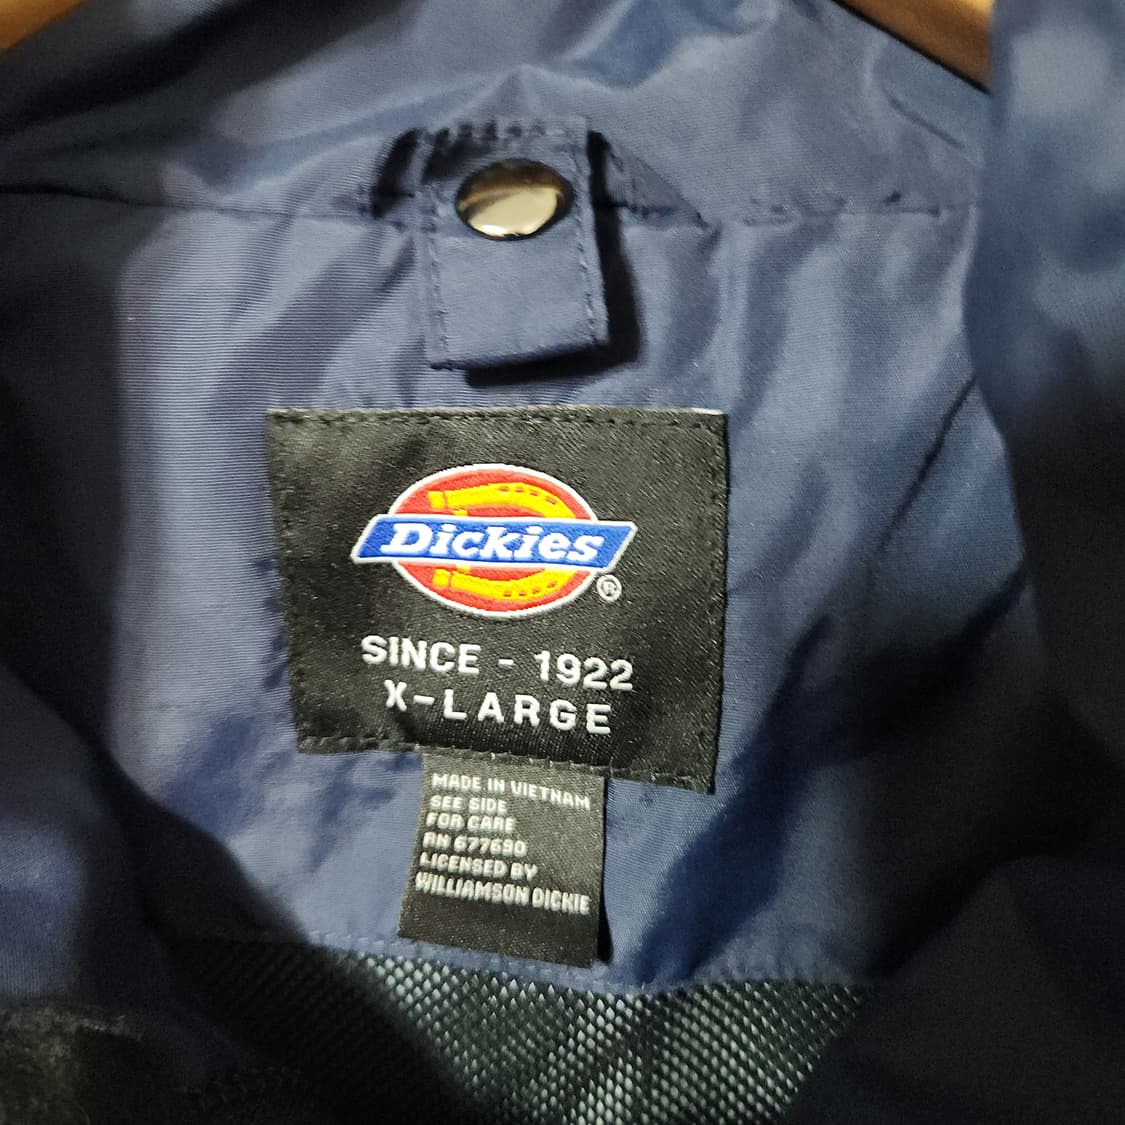 Dickies®
SINCE - 1922
X-LARGE
MADE IN VIETNAM
SEE SIDE
FOR CARE
RN 677690
LICENSED BY
WILLIAMSON DICKIE